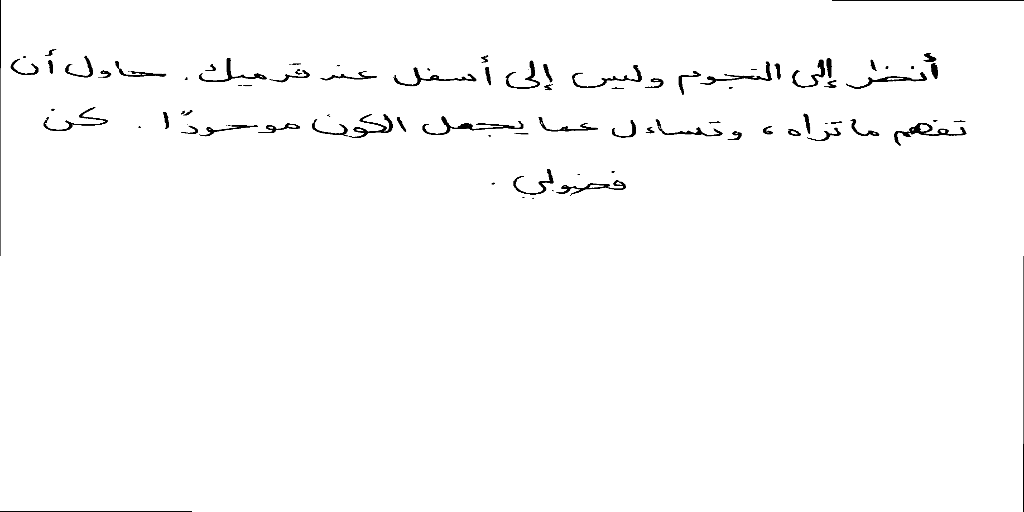 أنظر إلى النجوم وليس إلى أسفل عند قدميك. حاول أن
تفهم ما تراه، وتساءل عما يجعل الكون موجودًا. كن
فضولي.